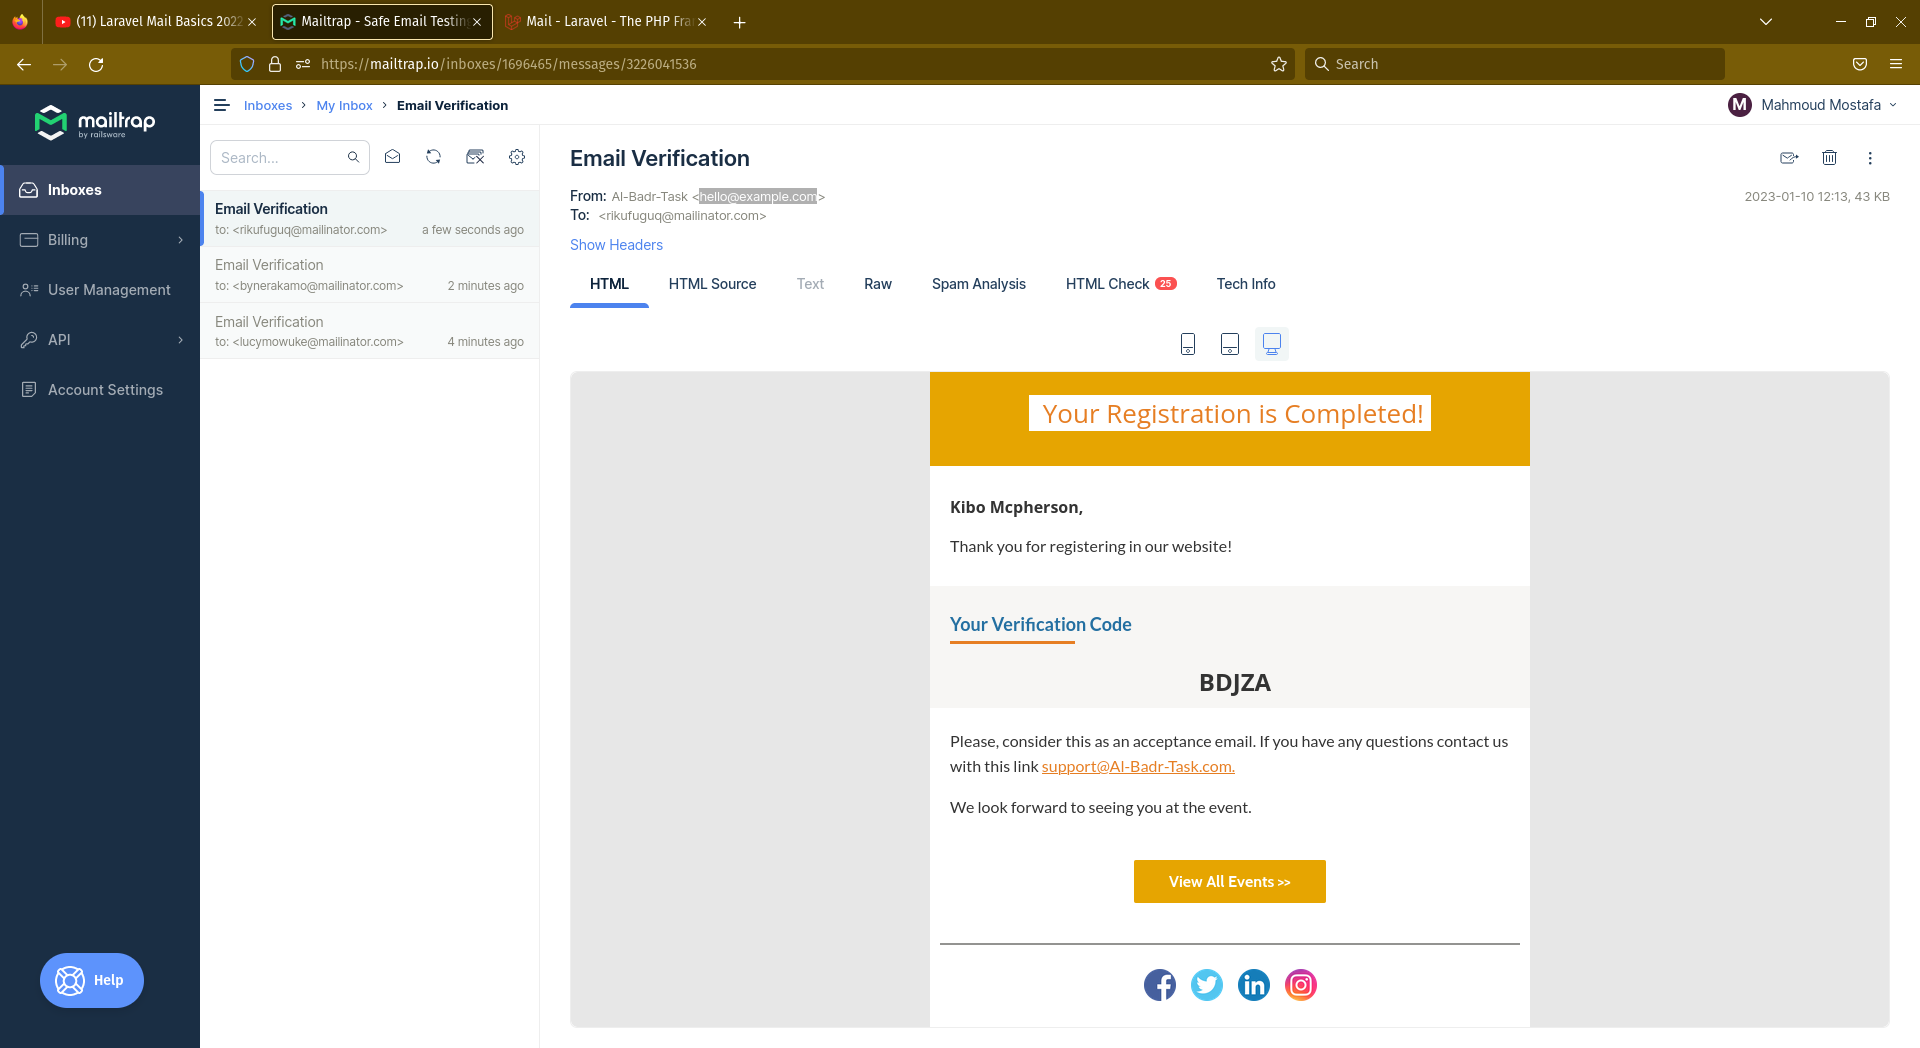 (11) Laravel Mail Basics 2022
Mailtrap - Safe Email Testing
Mail - Laravel - The PHP Fra
https://mailtrap.io/inboxes/1696465/messages/3226041536
Search
mailtrap
by railsware
Inboxes
Billing
User Management
API
Account Settings
Help
Inboxes > My Inbox > Email Verification
M Mahmoud Mostafa
Search...
Email Verification
to: <rikufuguq@mailinator.com> a few seconds ago
Email Verification
to: <bynerakamo@mailinator.com> 2 minutes ago
Email Verification
to: <lucymowuke@mailinator.com> 4 minutes ago
Email Verification
From: Al-Badr-Task <hello@example.com>
2023-01-10 12:13, 43 KB
To: <rikufuguq@mailinator.com>
Show Headers
HTML HTML Source Text Raw Spam Analysis HTML Check 25 Tech Info
Your Registration is Completed!
Kibo Mcpherson,
Thank you for registering in our website!
Your Verification Code
BDJZA
Please, consider this as an acceptance email. If you have any questions contact us
with this link support@Al-Badr-Task.com.
We look forward to seeing you at the event.
View All Events >>